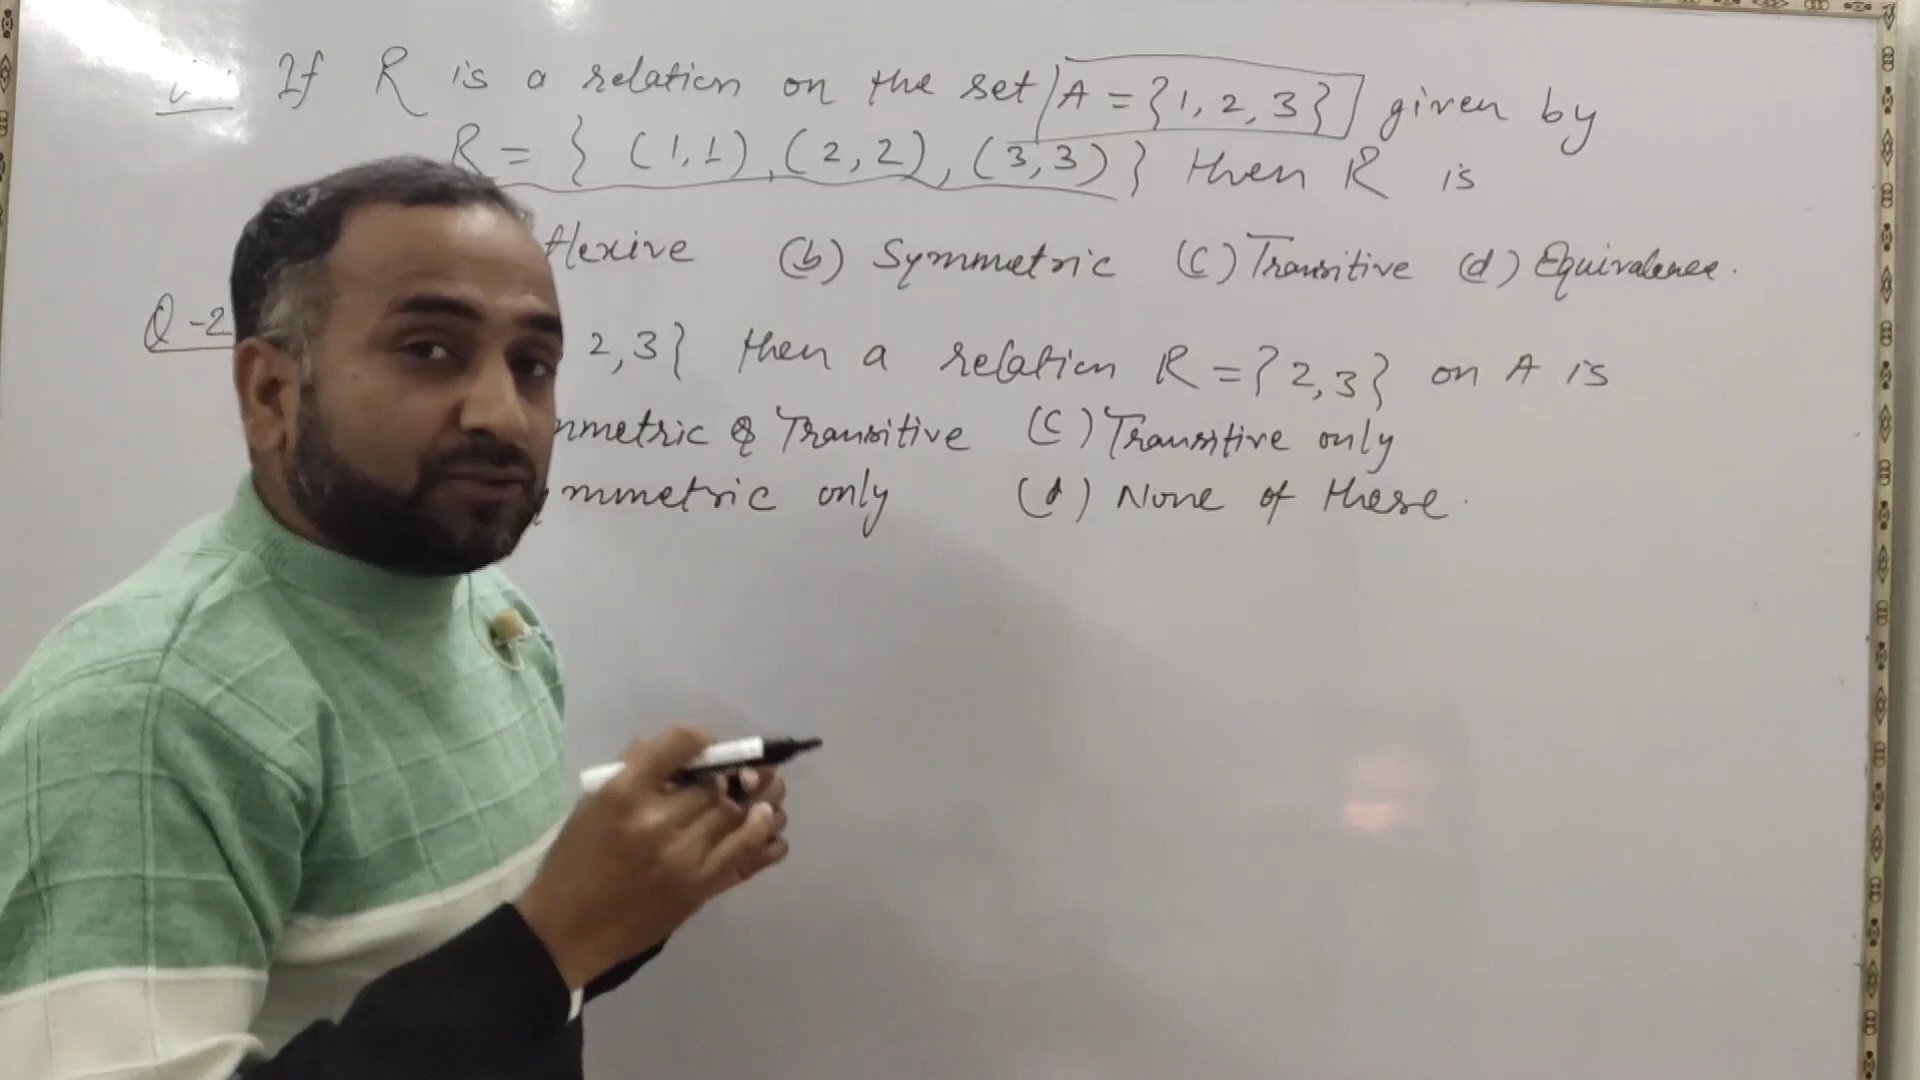 If R is a relation on the set A = {1, 2, 3} given by
R = { (1,1), (2,2), (3,3) } then R is
flexive (b) Symmetric (C) Transitive (d) Equivalence.
Q-2 2,3} then a relation R = {2,3} on A is
mmetric & Transitive (C) Transitive only
mmetric only (d) None of these.